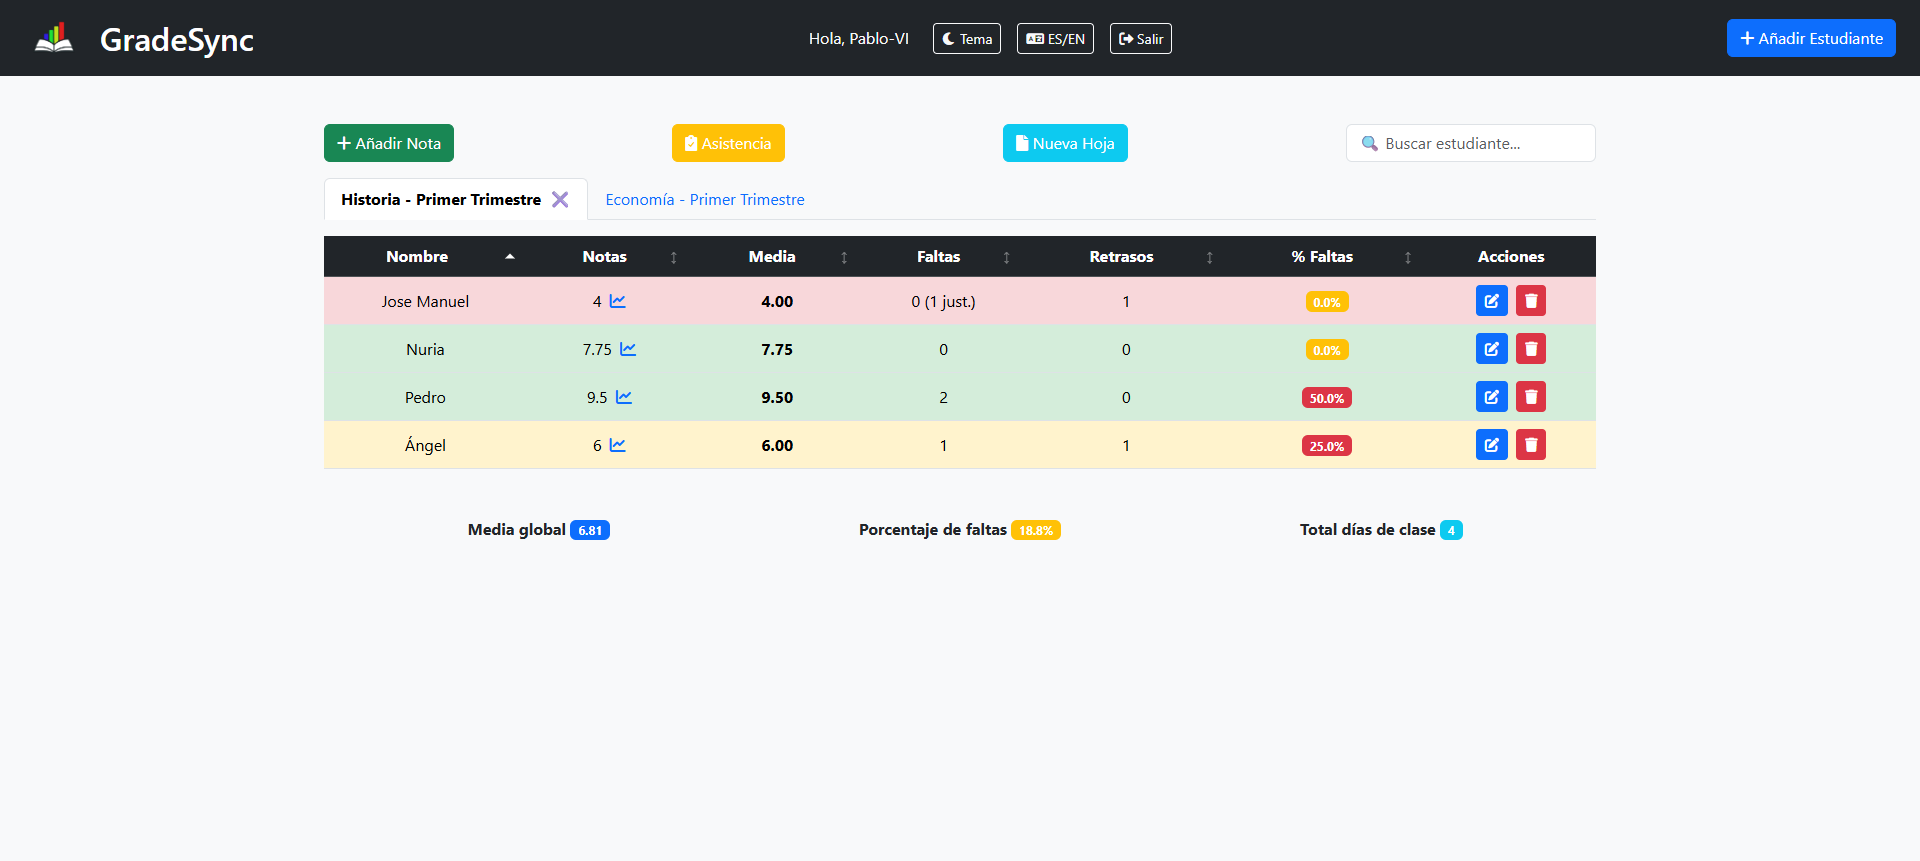 GradeSync
Hola, Pablo-VI
Tema
ES/EN
Salir
Añadir Estudiante
Añadir Nota
Asistencia
Nueva Hoja
Buscar estudiante...
Historia - Primer Trimestre
Economía - Primer Trimestre
Nombre Notas Media Faltas Retrasos % Faltas Acciones
Jose Manuel 4 4.00 0 (1 just.) 1 0.0%
Nuria 7.75 7.75 0 0 0.0%
Pedro 9.5 9.50 2 0 50.0%
Ángel 6 6.00 1 1 25.0%
Media global 6.81
Porcentaje de faltas 18.8%
Total días de clase 4